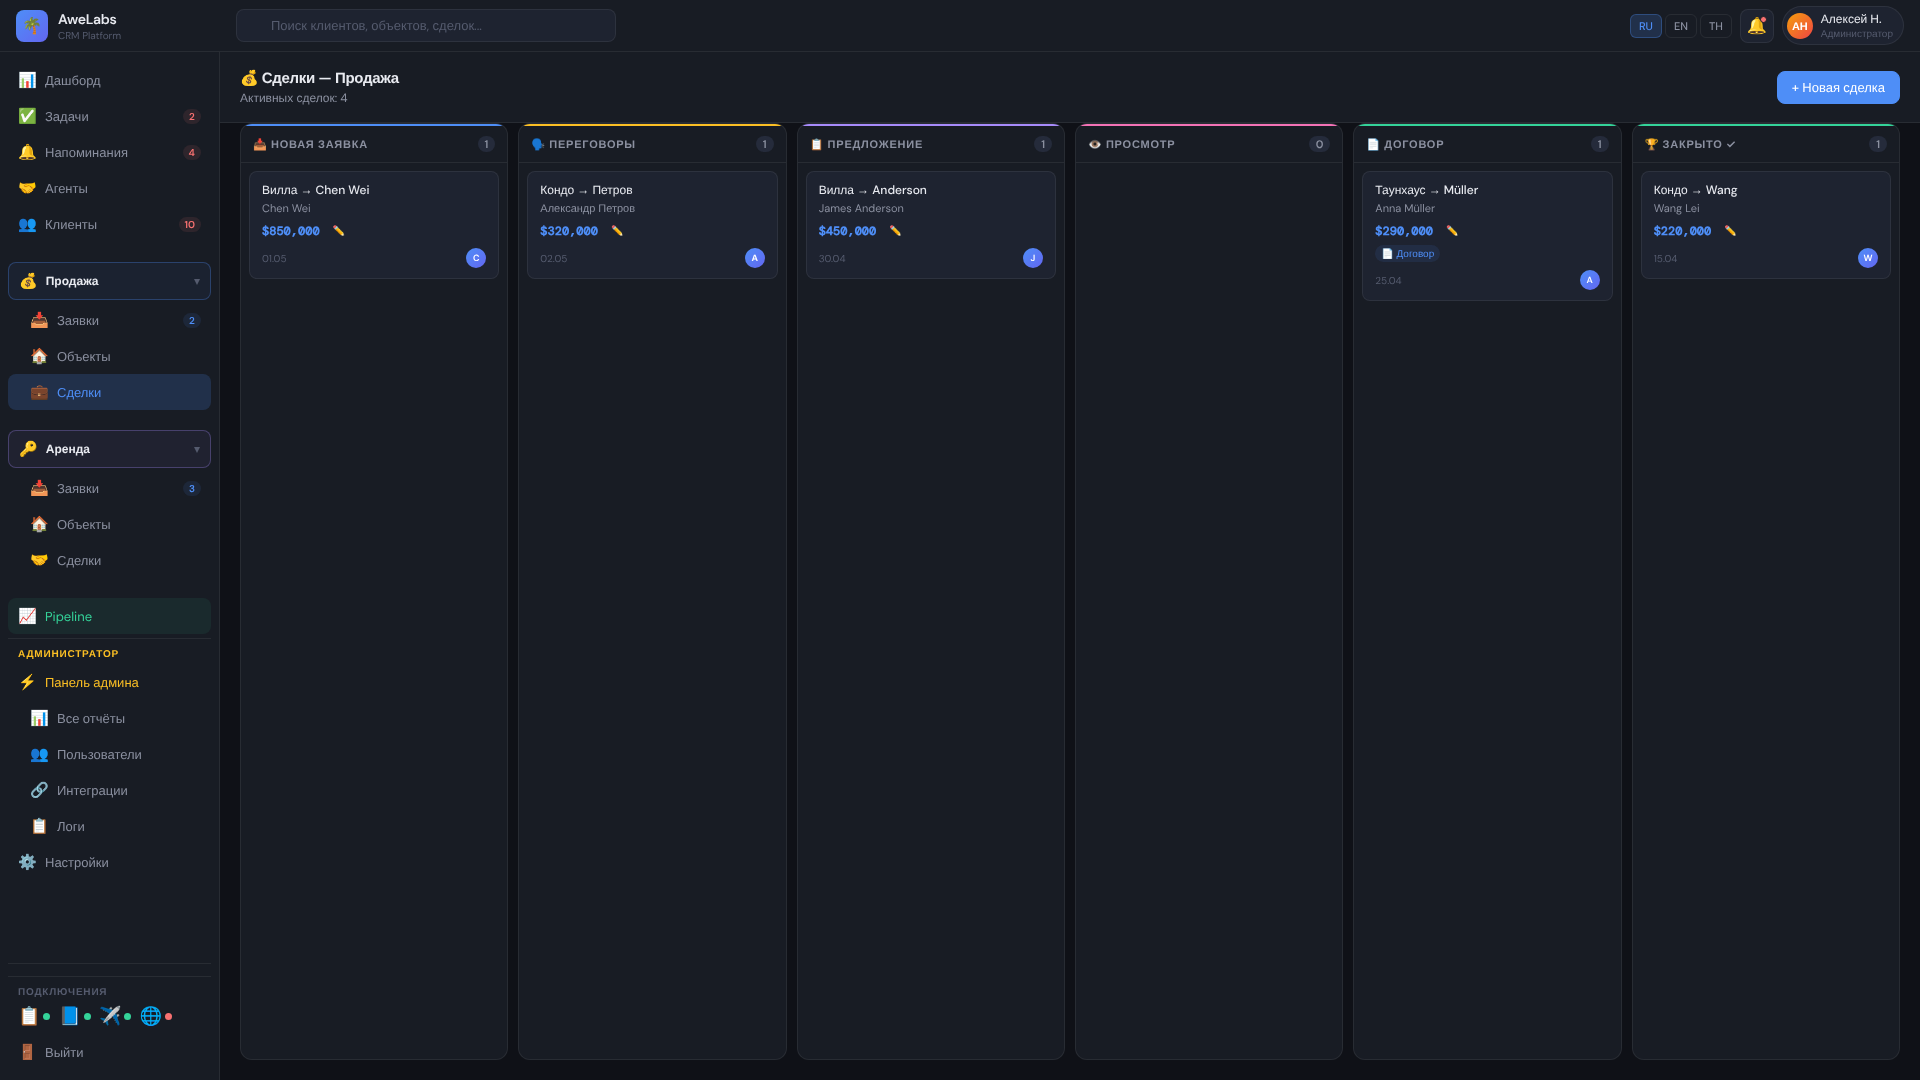 AweLabs
CRM Platform
Поиск клиентов, объектов, сделок...
RU
EN
TH
АН
Алексей Н.
Администратор
Дашборд
Задачи
2
Напоминания
4
Агенты
Клиенты
10
Продажа
Заявки
2
Объекты
Сделки
Аренда
Заявки
3
Объекты
Сделки
Pipeline
АДМИНИСТРАТОР
Панель админа
Все отчёты
Пользователи
Интеграции
Логи
Настройки
ПОДКЛЮЧЕНИЯ
Выйти
Сделки — Продажа
Активных сделок: 4
+ Новая сделка
НОВАЯ ЗАЯВКА
1
Вилла → Chen Wei
Chen Wei
$850,000
01.05
C
ПЕРЕГОВОРЫ
1
Кондо → Петров
Александр Петров
$320,000
02.05
А
ПРЕДЛОЖЕНИЕ
1
Вилла → Anderson
James Anderson
$450,000
30.04
J
ПРОСМОТР
0
ДОГОВОР
1
Таунхаус → Müller
Anna Müller
$290,000
Договор
25.04
A
ЗАКРЫТО ✓
1
Кондо → Wang
Wang Lei
$220,000
15.04
W